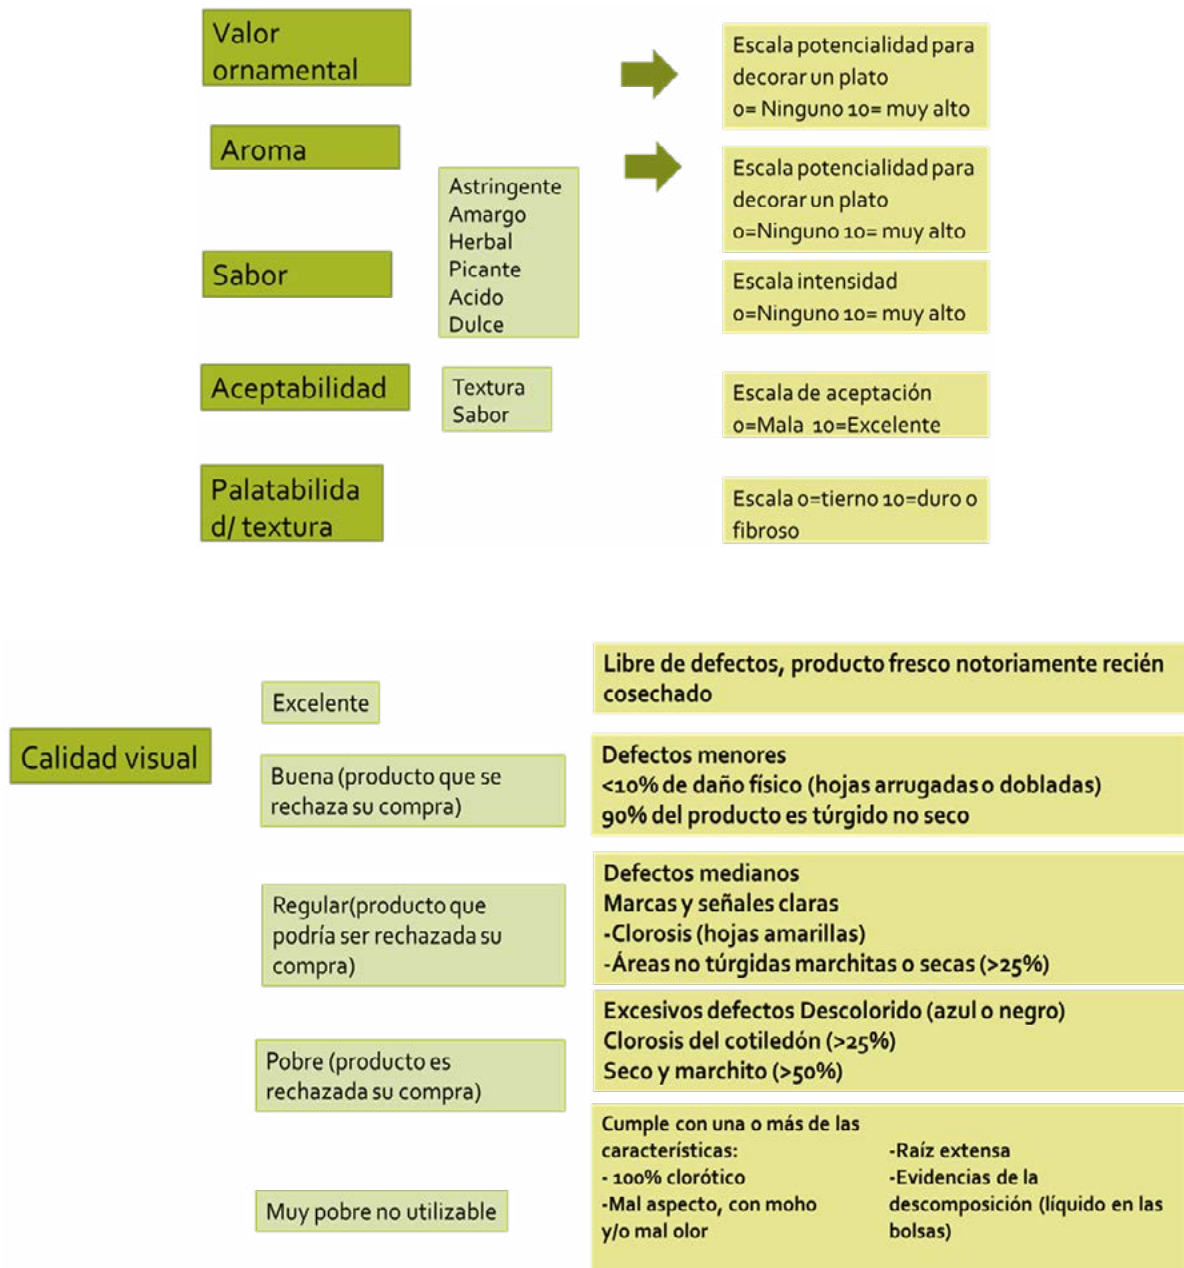 Valor
ornamental
Escala potencialidad para
decorar un plato
0= Ninguno 10= muy alto
Aroma
Escala potencialidad para
decorar un plato
0=Ninguno 10= muy alto
Sabor
Astringente
Amargo
Herbal
Picante
Acido
Dulce
Escala intensidad
0=Ninguno 10= muy alto
Aceptabilidad
Textura
Sabor
Escala de aceptación
0=Mala 10=Excelente
Palatabilida
d/ textura
Escala 0=tierno 10=duro o
fibroso
Calidad visual
Excelente
Libre de defectos, producto fresco notoriamente recién
cosechado
Buena (producto que se
rechaza su compra)
Defectos menores
<10% de daño físico (hojas arrugadas o dobladas)
90% del producto es túrgido no seco
Regular(producto que
podría ser rechazada su
compra)
Defectos medianos
Marcas y señales claras
-Clorosis (hojas amarillas)
-Áreas no túrgidas marchitas o secas (>25%)
Pobre (producto es
rechazada su compra)
Excesivos defectos Descolorido (azul o negro)
Clorosis del cotiledón (>25%)
Seco y marchito (>50%)
Muy pobre no utilizable
Cumple con una o más de las
características:
- 100% clorótico
-Mal aspecto, con moho
y/o mal olor
-Raíz extensa
-Evidencias de la
descomposición (líquido en las
bolsas)